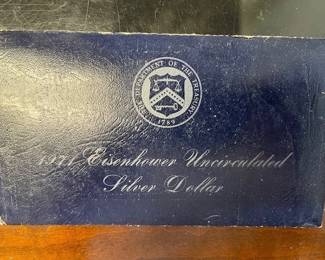 THE DEPARTMENT OF THE TREASURY
1789
1971 Eisenhower Uncirculated
Silver Dollar